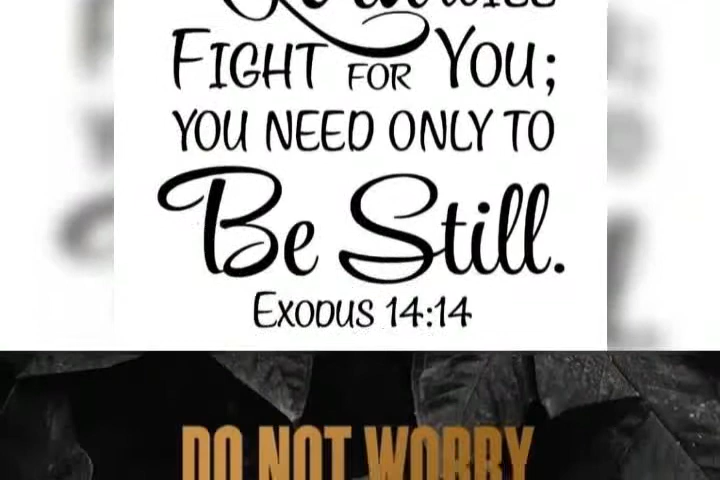 FIGHT FOR YOU;
YOU NEED ONLY TO
Be Still.
EXODUS 14:14
DO NOT WORRY